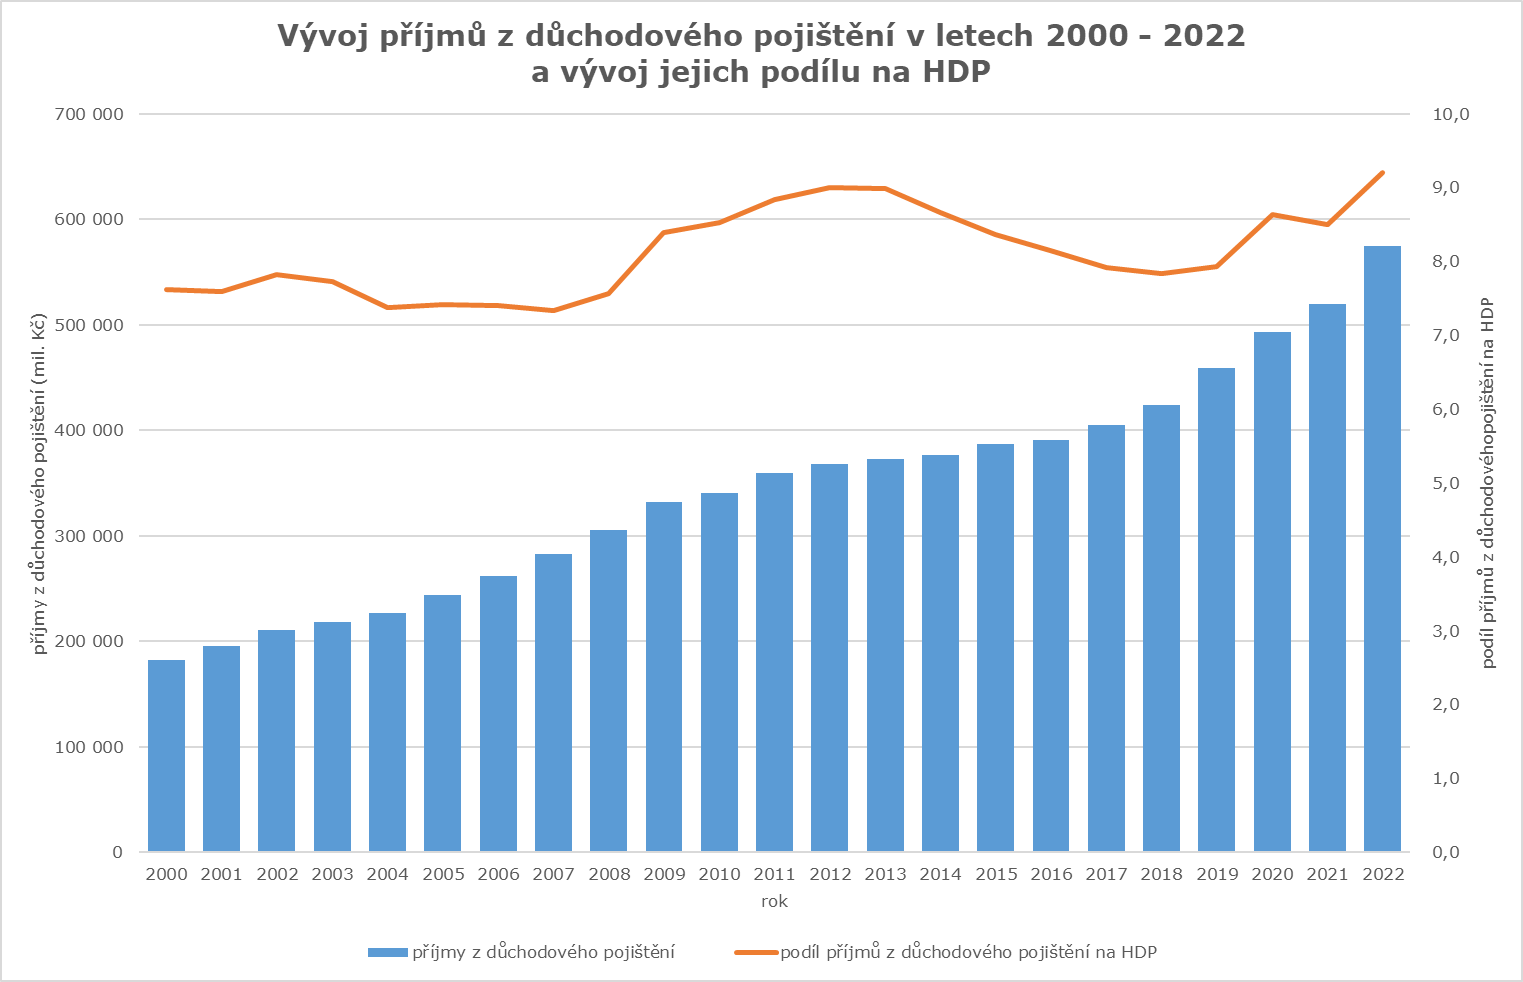 Vývoj příjmů z důchodového pojištění v letech 2000 - 2022
a vývoj jejich podílu na HDP
příjmy z důchodového pojištění (mil. Kč)
700 000
600 000
500 000
400 000
300 000
200 000
100 000
0
10,0
9,0
8,0
7,0
6,0
5,0
4,0
3,0
2,0
1,0
0,0
podíl příjmů z důchodovéhopojištění na HDP
2000 2001 2002 2003 2004 2005 2006 2007 2008 2009 2010 2011 2012 2013 2014 2015 2016 2017 2018 2019 2020 2021 2022
rok
příjmy z důchodového pojištění
podíl příjmů z důchodového pojištění na HDP